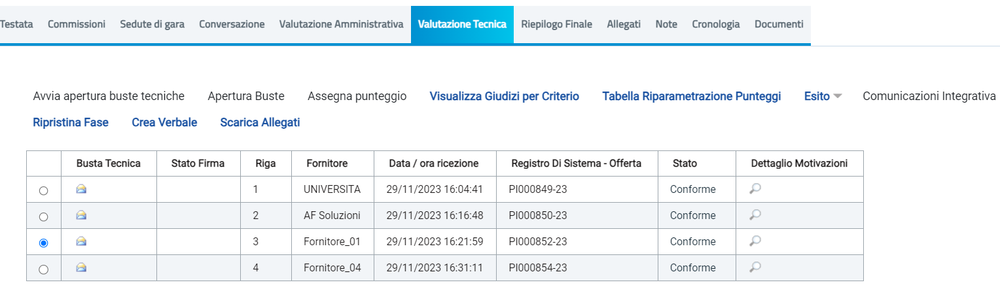 Testata Commissioni Sedute di gara Conversazione Valutazione Amministrativa Valutazione Tecnica Riepilogo Finale Allegati Note Cronologia Documenti
Avvia apertura buste tecniche Apertura Buste Assegna punteggio Visualizza Giudizi per Criterio Tabella Riparametrazione Punteggi Esito Comunicazioni Integrativa
Ripristina Fase Crea Verbale Scarica Allegati
Busta Tecnica Stato Firma Riga Fornitore Data / ora ricezione Registro Di Sistema - Offerta Stato Dettaglio Motivazioni
1 UNIVERSITA 29/11/2023 16:04:41 PI000849-23 Conforme
2 AF Soluzioni 29/11/2023 16:16:48 PI000850-23 Conforme
3 Fornitore_01 29/11/2023 16:21:59 PI000852-23 Conforme
4 Fornitore_04 29/11/2023 16:31:11 PI000854-23 Conforme